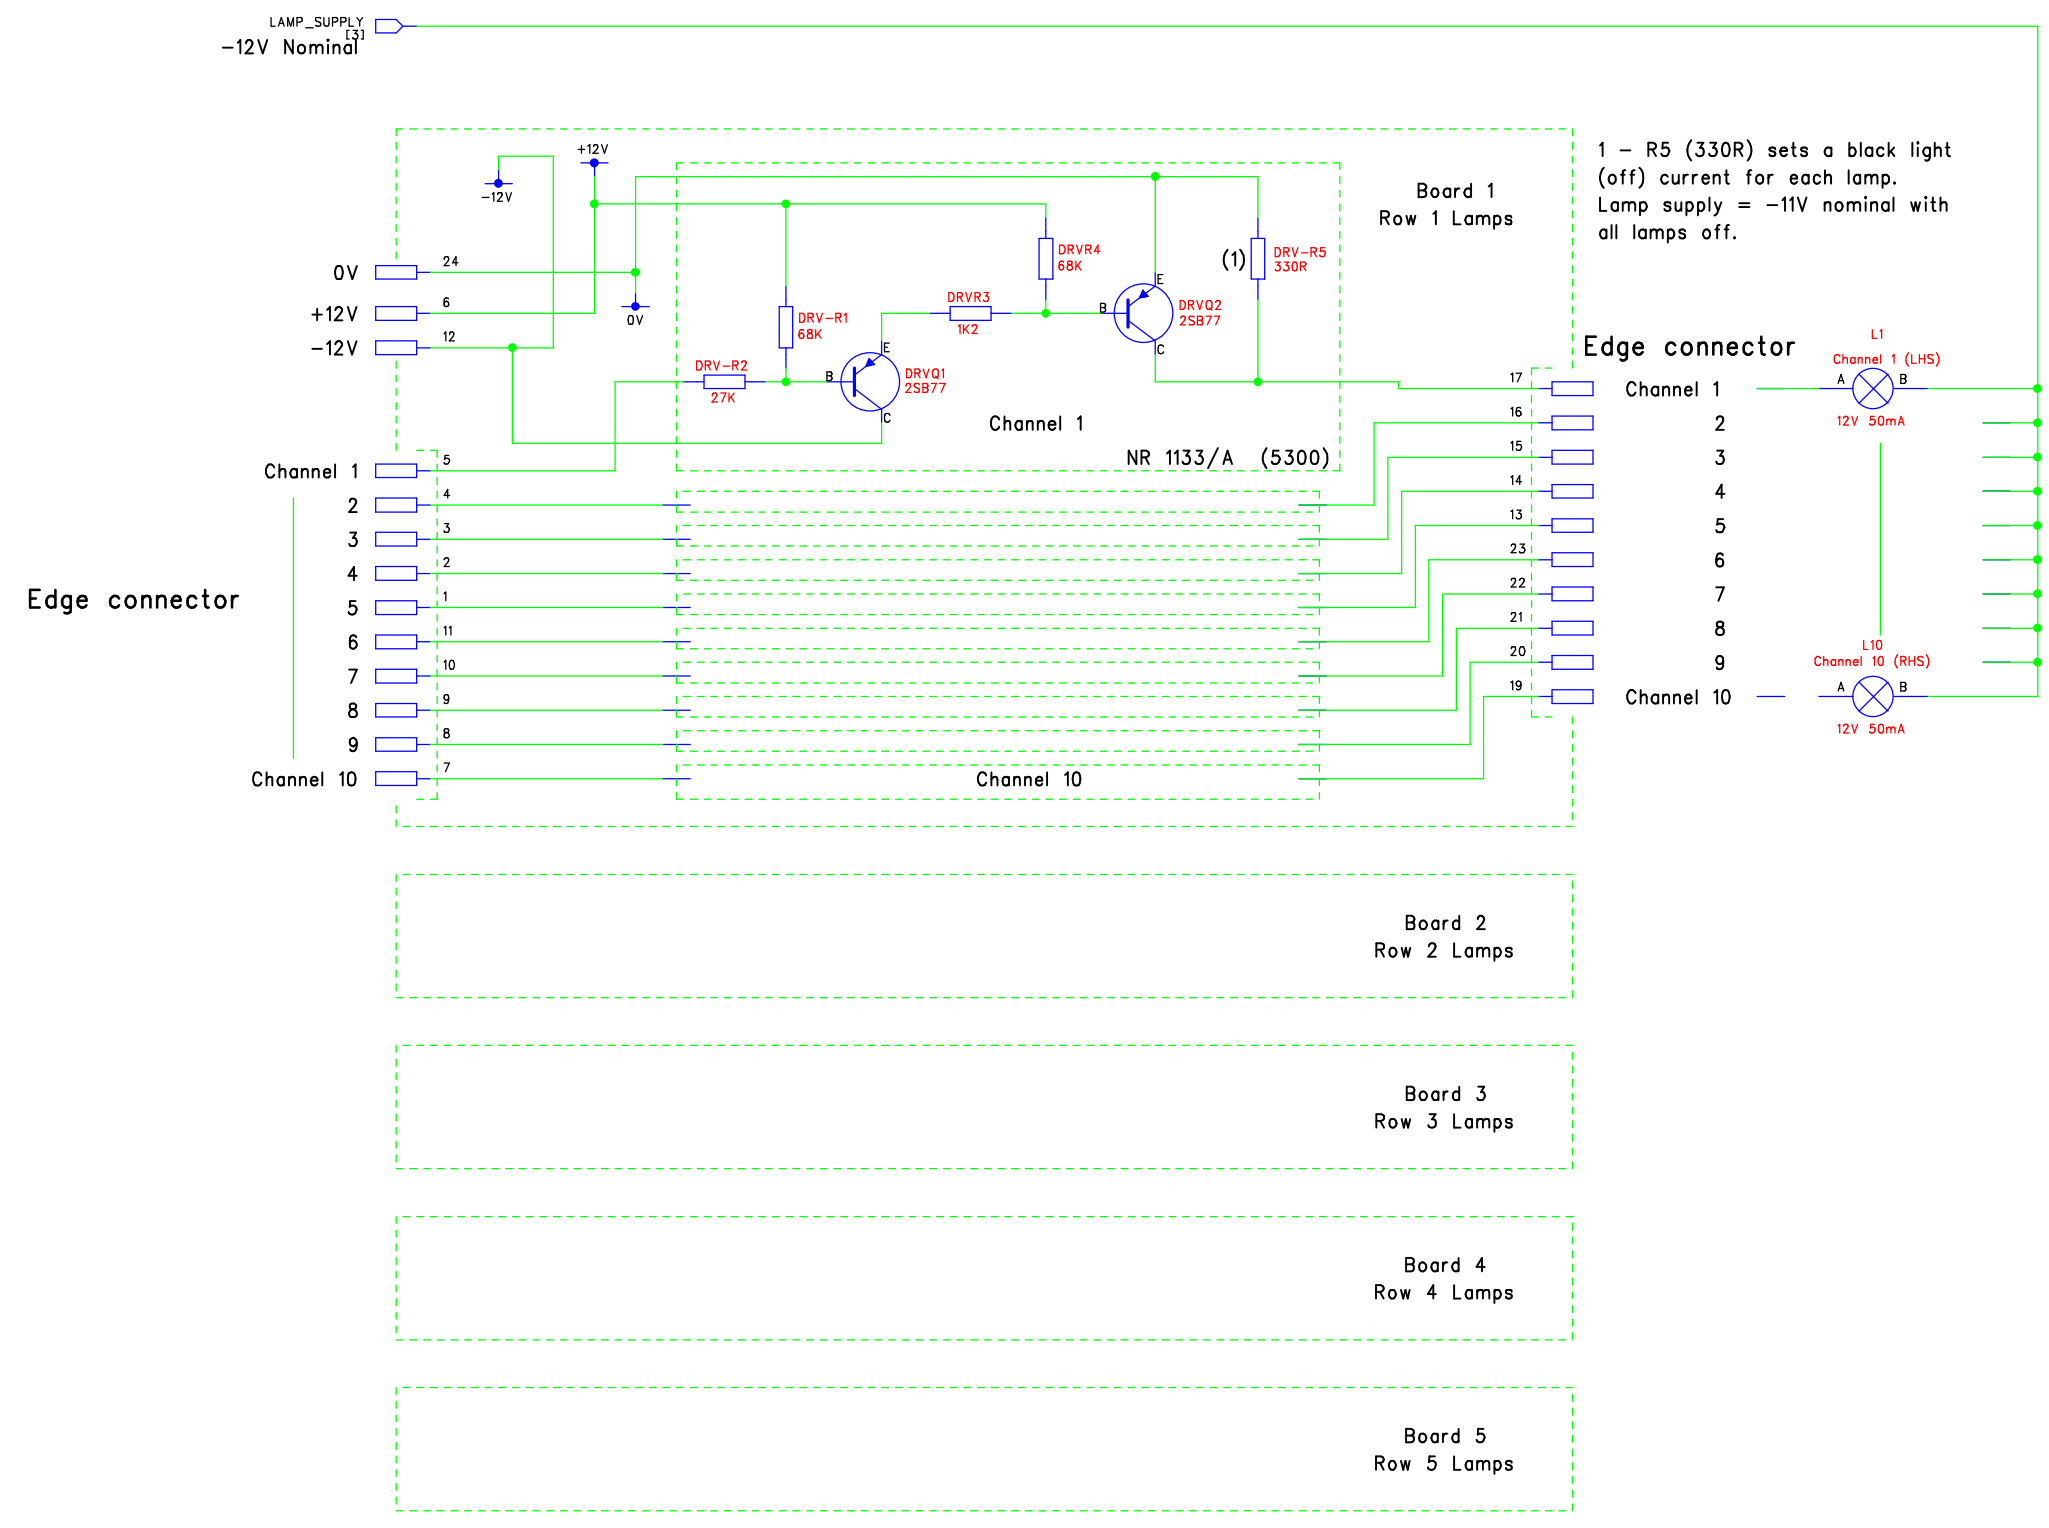 LAMP_SUPPLY
[3]
-12V Nominal
+12V
-12V
1 - R5 (330R) sets a black light
(off) current for each lamp.
Lamp supply = -11V nominal with
all lamps off.
Board 1
Row 1 Lamps
0V
24
+12V
6
-12V
12
0V
DRV-R1
68K
DRV-R2
27K
B
E
C
DRVQ1
2SB77
DRVR3
1K2
DRVR4
68K
B
E
C
DRVQ2
2SB77
(1)
DRV-R5
330R
Channel 1
NR 1133/A (5300)
Edge connector
Edge connector
Channel 1
5
2
4
3
3
4
2
5
1
6
11
7
10
8
9
9
8
Channel 10
7
Channel 10
17
Channel 1
16
2
15
3
14
4
13
5
23
6
22
7
21
8
20
9
19
Channel 10
L1
Channel 1 (LHS)
A
B
12V 50mA
L10
Channel 10 (RHS)
A
B
12V 50mA
Board 2
Row 2 Lamps
Board 3
Row 3 Lamps
Board 4
Row 4 Lamps
Board 5
Row 5 Lamps